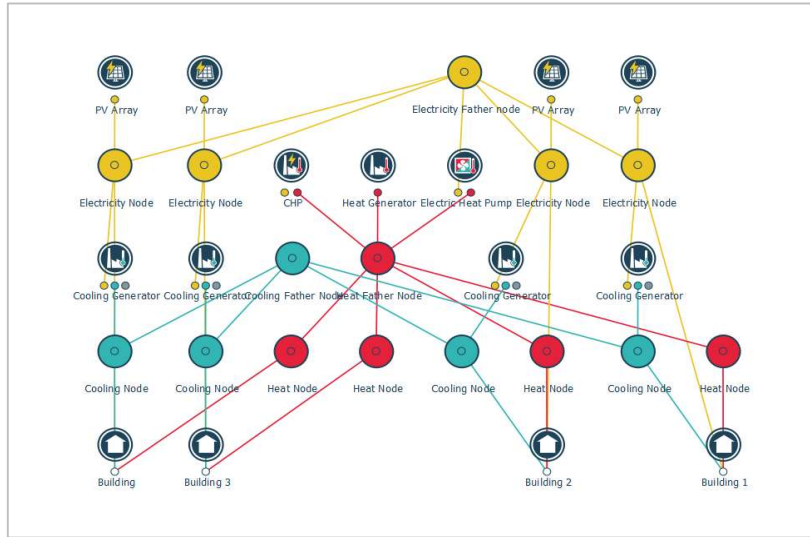 PV Array
PV Array
Electricity Father node
PV Array
PV Array
Electricity Node
Electricity Node
CHP
Heat Generator
Electric Heat Pump
Electricity Node
Electricity Node
Cooling Generator
Cooling Generator
Cooling Father Node
Heat Father Node
Cooling Generator
Cooling Generator
Cooling Node
Cooling Node
Heat Node
Heat Node
Cooling Node
Heat Node
Cooling Node
Heat Node
Building
Building 3
Building 2
Building 1